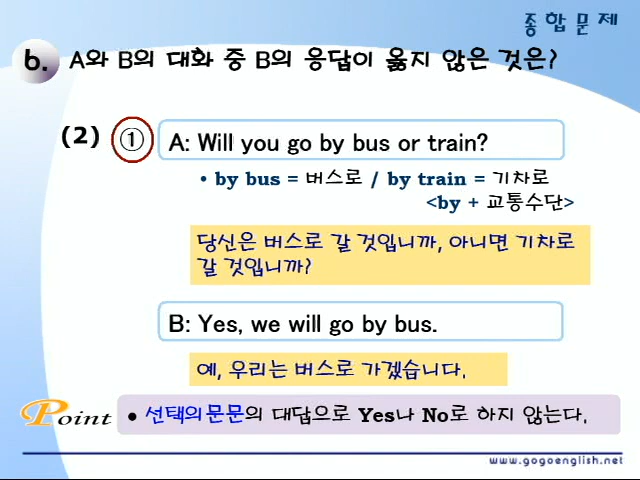 종합문제
b. A와 B의 대화 중 B의 응답이 옳지 않은 것은?
(2) ① A: Will you go by bus or train?
• by bus = 버스로 / by train = 기차로
<by + 교통수단>
당신은 버스로 갈 것입니까, 아니면 기차로
갈 것입니까?
B: Yes, we will go by bus.
예, 우리는 버스로 가겠습니다.
Point • 선택의문문의 대답으로 Yes나 No로 하지 않는다.
www.gogoenglish.net